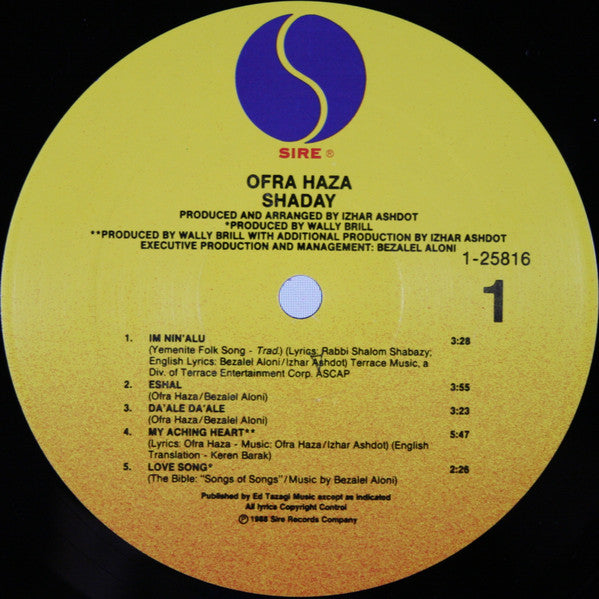 SIRE ®
OFRA HAZA
SHADAY
PRODUCED AND ARRANGED BY IZHAR ASHDOT
*PRODUCED BY WALLY BRILL
**PRODUCED BY WALLY BRILL WITH ADDITIONAL PRODUCTION BY IZHAR ASHDOT
EXECUTIVE PRODUCTION AND MANAGEMENT: BEZALEL ALONI
1-25816
1
1. IM NIN'ALU 3:28
(Yemenite Folk Song - Trad.) (Lyrics: Rabbi Shalom Shabazy;
English Lyrics: Bezalel Aloni/Izhar Ashdot) Terrace Music, a
Div. of Terrace Entertainment Corp. ASCAP
2. ESHAL 3:55
(Ofra Haza/Bezalel Aloni)
3. DA'ALE DA'ALE 3:23
(Ofra Haza/Bezalel Aloni)
4. MY ACHING HEART** 5:47
(Lyrics: Ofra Haza - Music: Ofra Haza/Izhar Ashdot) (English
Translation - Keren Barak)
5. LOVE SONG* 2:26
(The Bible: "Songs of Songs"/Music by Bezalel Aloni)
Published by Ed Tazagi Music except as indicated
All lyrics Copyright Control
℗ 1988 Sire Records Company